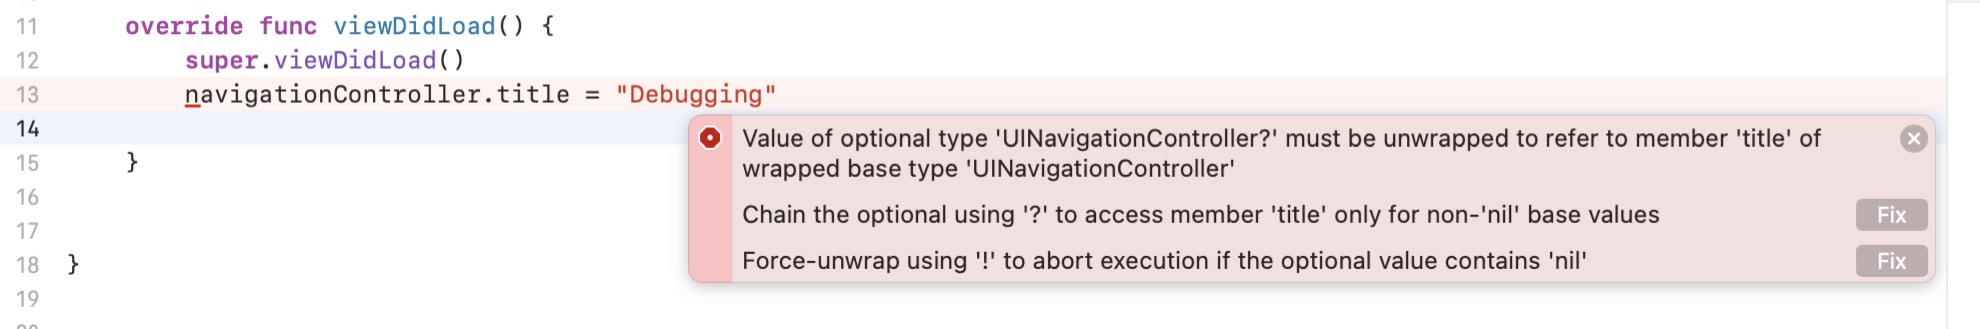 11 override func viewDidLoad() {
12 super.viewDidLoad()
13 navigationController.title = "Debugging"
14
Value of optional type 'UINavigationController?' must be unwrapped to refer to member 'title' of
wrapped base type 'UINavigationController'
15 }
16
Chain the optional using '?' to access member 'title' only for non-'nil' base values Fix
17
Force-unwrap using '!' to abort execution if the optional value contains 'nil' Fix
18 }
19